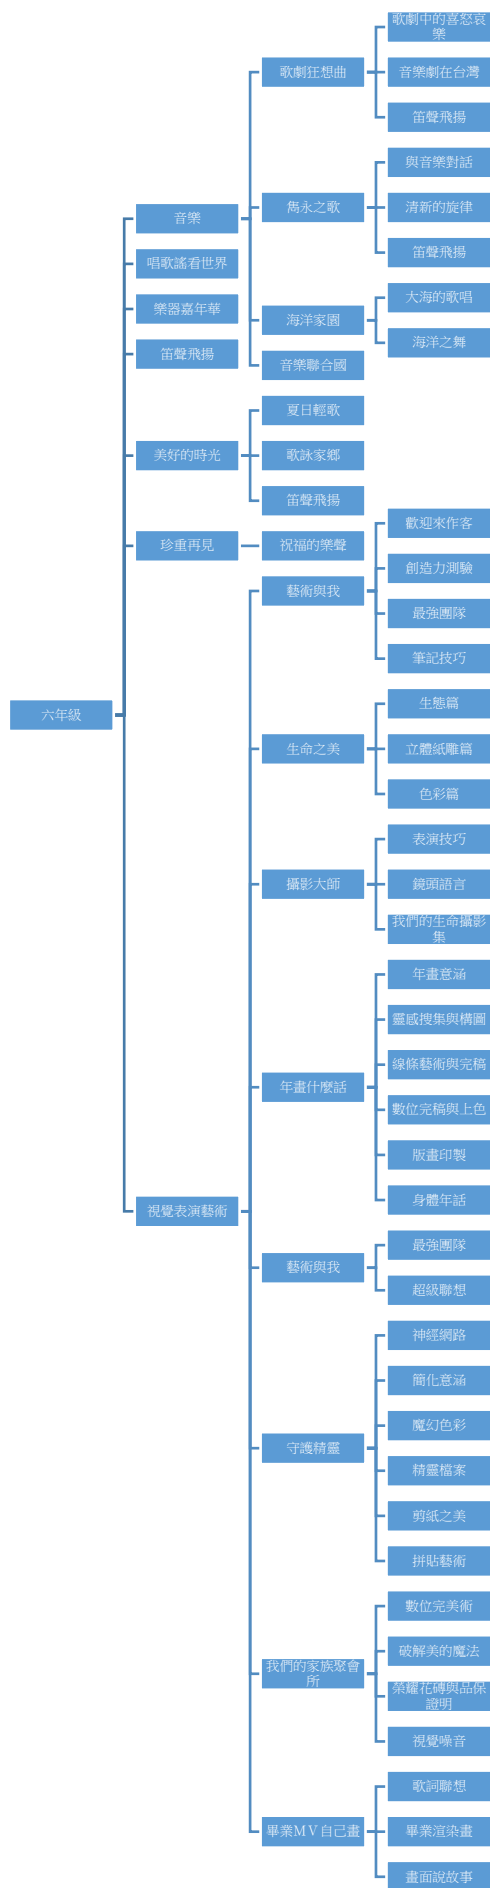 六年級
音樂
歌劇狂想曲
歌劇中的喜怒哀
樂
音樂劇在台灣
笛聲飛揚
雋永之歌
與音樂對話
清新的旋律
笛聲飛揚
海洋家園
大海的歌唱
海洋之舞
音樂聯合國
唱歌謠看世界
樂器嘉年華
笛聲飛揚
美好的時光
夏日輕歌
歌詠家鄉
笛聲飛揚
珍重再見
祝福的樂聲
視覺表演藝術
藝術與我
歡迎來作客
創造力測驗
最強團隊
筆記技巧
生命之美
生態篇
立體紙雕篇
色彩篇
攝影大師
表演技巧
鏡頭語言
我們的生命攝影
集
年畫什麼話
年畫意涵
靈感搜集與構圖
線條藝術與完稿
數位完稿與上色
版畫印製
身體年話
藝術與我
最強團隊
超級聯想
守護精靈
神經網路
簡化意涵
魔幻色彩
精靈檔案
剪紙之美
拼貼藝術
我們的家族聚會
所
數位完美術
破解美的魔法
榮耀花磚與品保
證明
視覺噪音
畢業MV自己畫
歌詞聯想
畢業渲染畫
畫面說故事